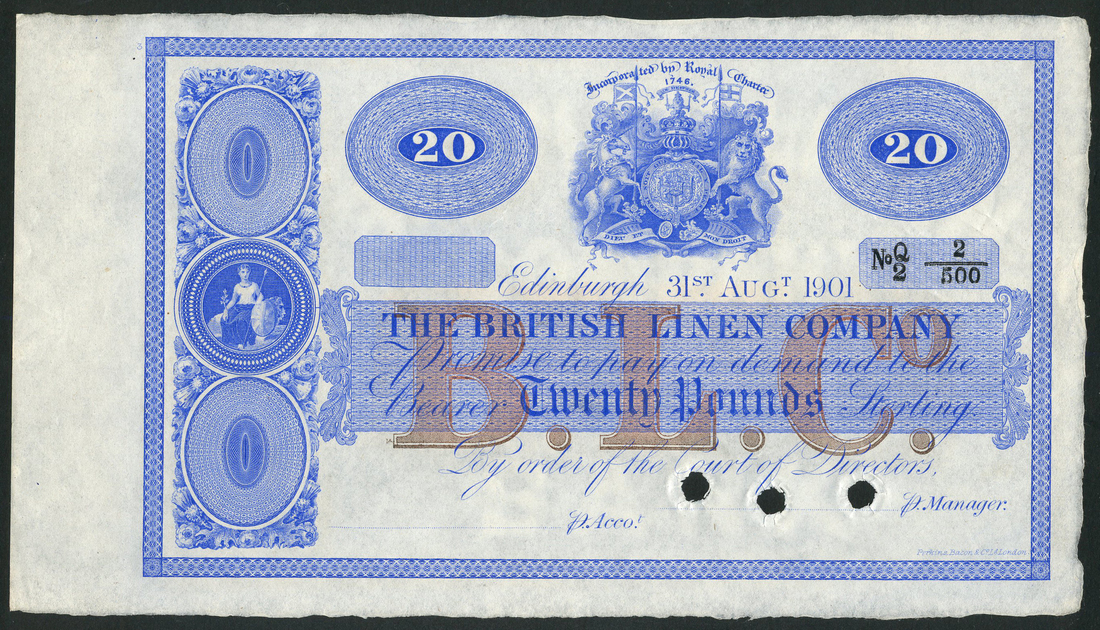 Incorporated by Royal Charter
1746.
20
20
DIEU ET MON DROIT
No Q/2 2/500
Edinburgh 31ST. AUGT. 1901
THE BRITISH LINEN COMPANY
Promise to pay on demand to the
Bearer Twenty Pounds Sterling.
B.L.Co.
By order of the Court of Directors,
P. Manager.
P. Accot.
Perkins, Bacon & Co Ld London